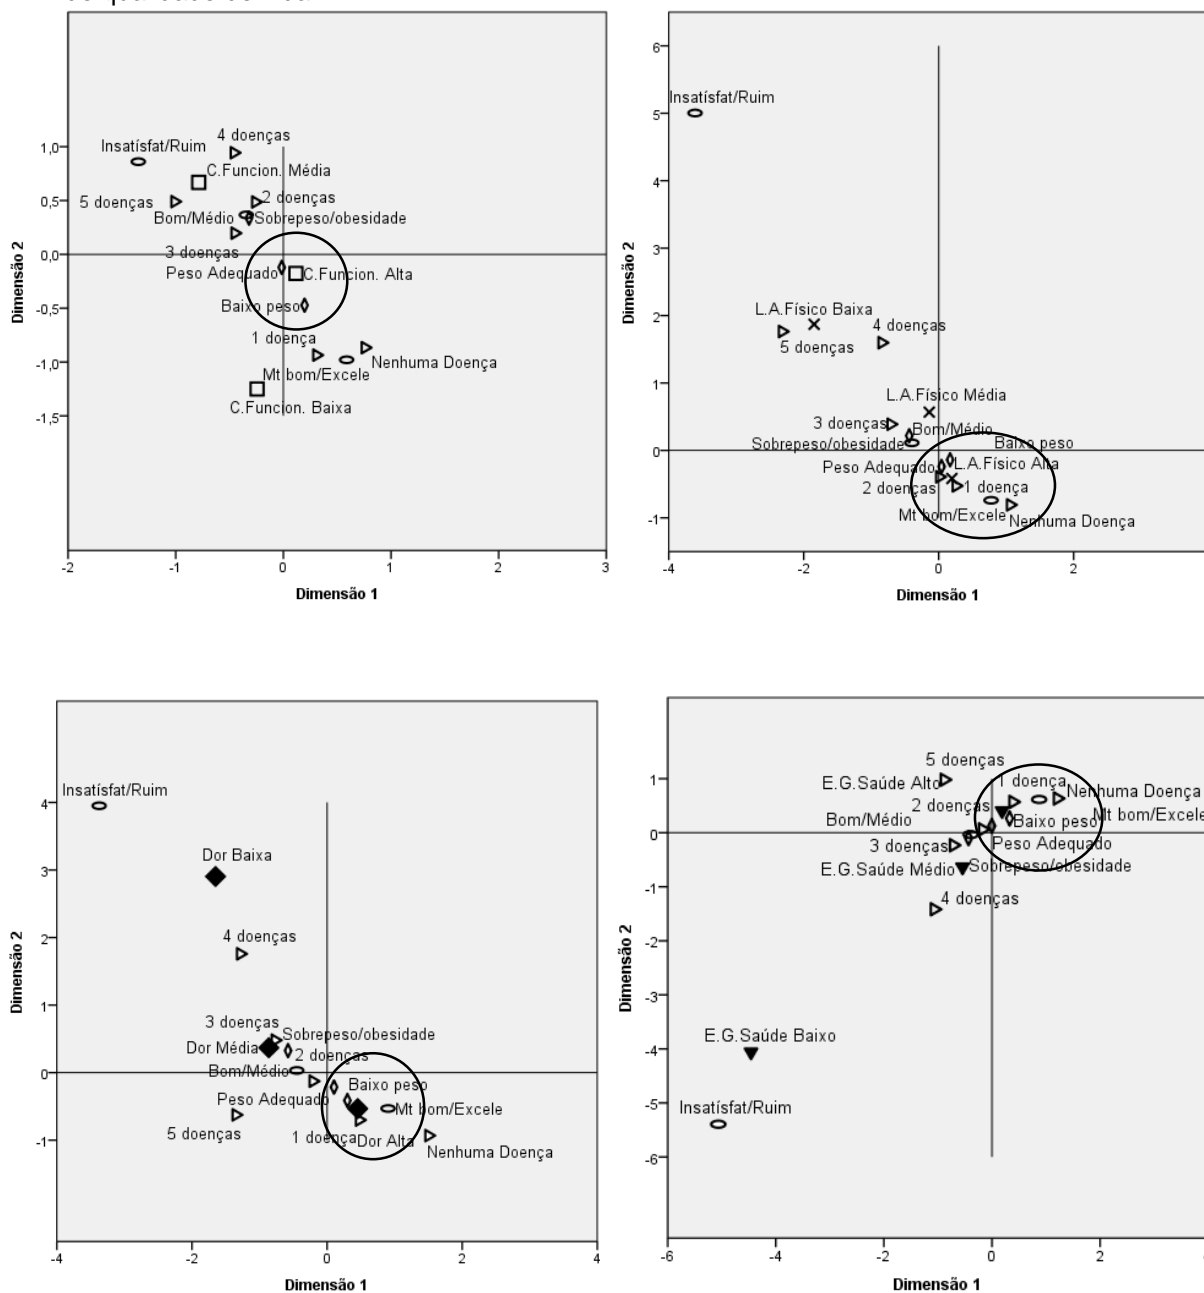 1,0
0,5
0,0
-0,5
-1,0
-1,5
Dimensão 2
Insatísfat/Ruim
4 doenças
C.Funcion. Média
5 doenças
2 doenças
Bom/Médio
Sobrepeso/obesidade
3 doenças
Peso Adequado
C.Funcion. Alta
Baixo peso
1 doença
Nenhuma Doença
Mt bom/Excele
C.Funcion. Baixa
-2
-1
0
1
2
3
Dimensão 1
6
5
4
3
2
1
0
-1
Dimensão 2
Insatísfat/Ruim
L.A.Físico Baixa
4 doenças
5 doenças
L.A.Físico Média
3 doenças
Bom/Médio
Sobrepeso/obesidade
Baixo peso
Peso Adequado
L.A.Físico Alta
2 doenças
1 doença
Mt bom/Excele
Nenhuma Doença
-4
-2
0
2
Dimensão 1
4
3
2
1
0
-1
Dimensão 2
Insatísfat/Ruim
Dor Baixa
4 doenças
3 doenças
Sobrepeso/obesidade
Dor Média
2 doenças
Bom/Médio
Baixo peso
Peso Adequado
Mt bom/Excele
5 doenças
1 doença
Dor Alta
Nenhuma Doença
-4
-2
0
2
4
Dimensão 1
1
0
-1
-2
-3
-4
-5
-6
Dimensão 2
5 doenças
E.G.Saúde Alto
1 doença
Nenhuma Doença
2 doenças
Mt bom/Excele
Bom/Médio
Baixo peso
3 doenças
Peso Adequado
E.G.Saúde Médio
Sobrepeso/obesidade
4 doenças
E.G.Saúde Baixo
Insatísfat/Ruim
-6
-4
-2
0
2
Dimensão 1